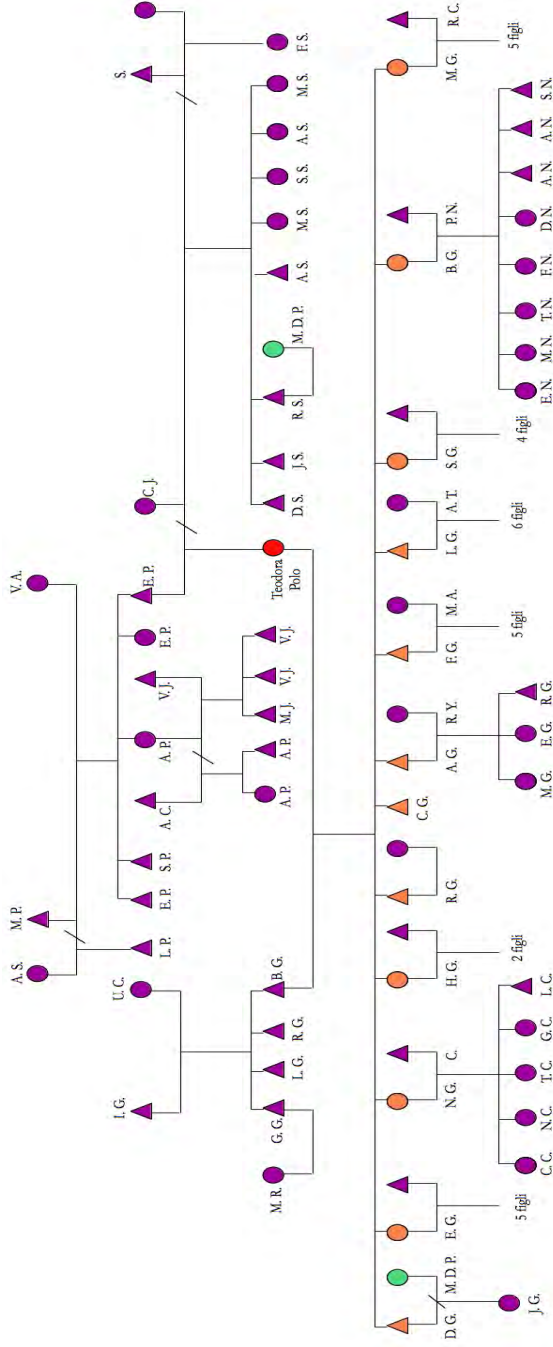 A. S.
M. P.
V. A.
I. G.
U. C.
L. P.
E. P.
S. P.
A. C.
A. P.
V. J.
E. P.
E. P.
C. J.
S.
M. R.
G. G.
L. G.
R. G.
B. G.
A. P.
A. P.
M. J.
V. J.
V. J.
Teodora
Polo
D. S.
J. S.
R. S.
M. D. P.
A. S.
M. S.
S. S.
A. S.
M. S.
F. S.
D. G.
M. D. P.
E. G.
N. G.
C.
H. G.
R. G.
C. G.
A. G.
R. Y.
F. G.
M. A.
L. G.
A. T.
S. G.
B. G.
P. N.
M. G.
R. C.
J. G.
5 figli
C. C.
N. C.
T. C.
G. C.
L. C.
2 figli
M. G.
E. G.
R. G.
5 figli
6 figli
4 figli
E. N.
M. N.
T. N.
F. N.
D. N.
A. N.
A. N.
S. N.
5 figli